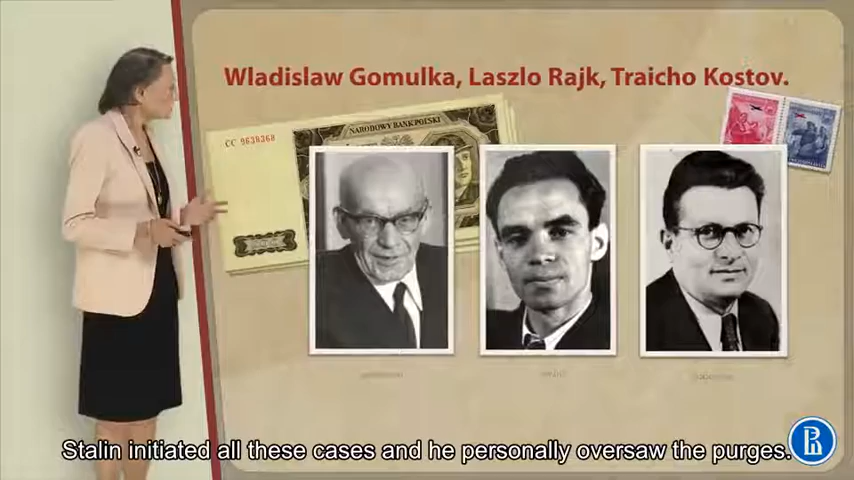 Wladislaw Gomulka, Laszlo Rajk, Traicho Kostov.
CC 9638368
NARODOWY BANK POLSKI
Stalin initiated all these cases and he personally oversaw the purges.